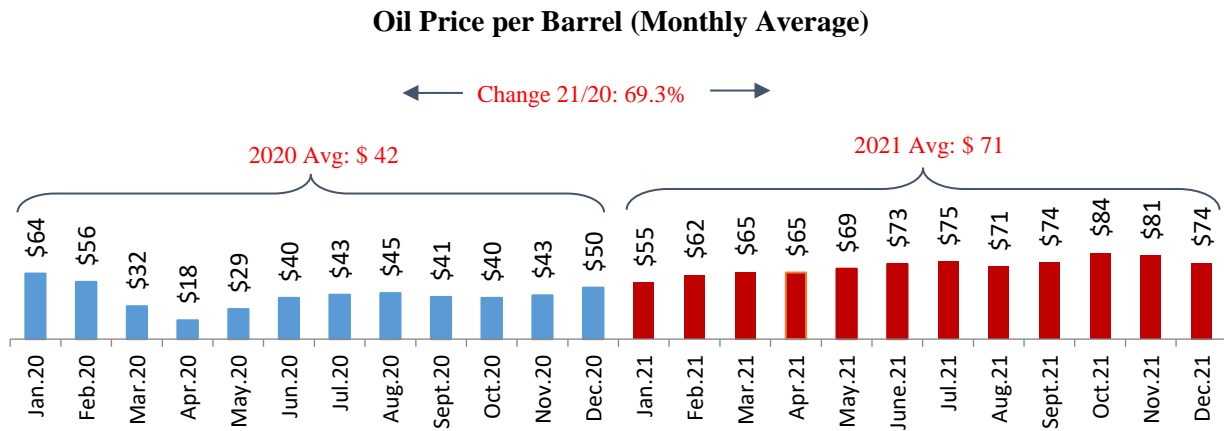 Oil Price per Barrel (Monthly Average)
Change 21/20: 69.3%
2020 Avg: $ 42
2021 Avg: $ 71
$64 $56 $32 $18 $29 $40 $43 $45 $41 $40 $43 $50 $55 $62 $65 $65 $69 $73 $75 $71 $74 $84 $81 $74
Jan.20 Feb.20 Mar.20 Apr.20 May.20 Jun.20 Jul.20 Aug.20 Sept.20 Oct.20 Nov.20 Dec.20 Jan.21 Feb.21 Mar.21 Apr.21 May.21 June.21 Jul.21 Aug.21 Sept.21 Oct.21 Nov.21 Dec.21